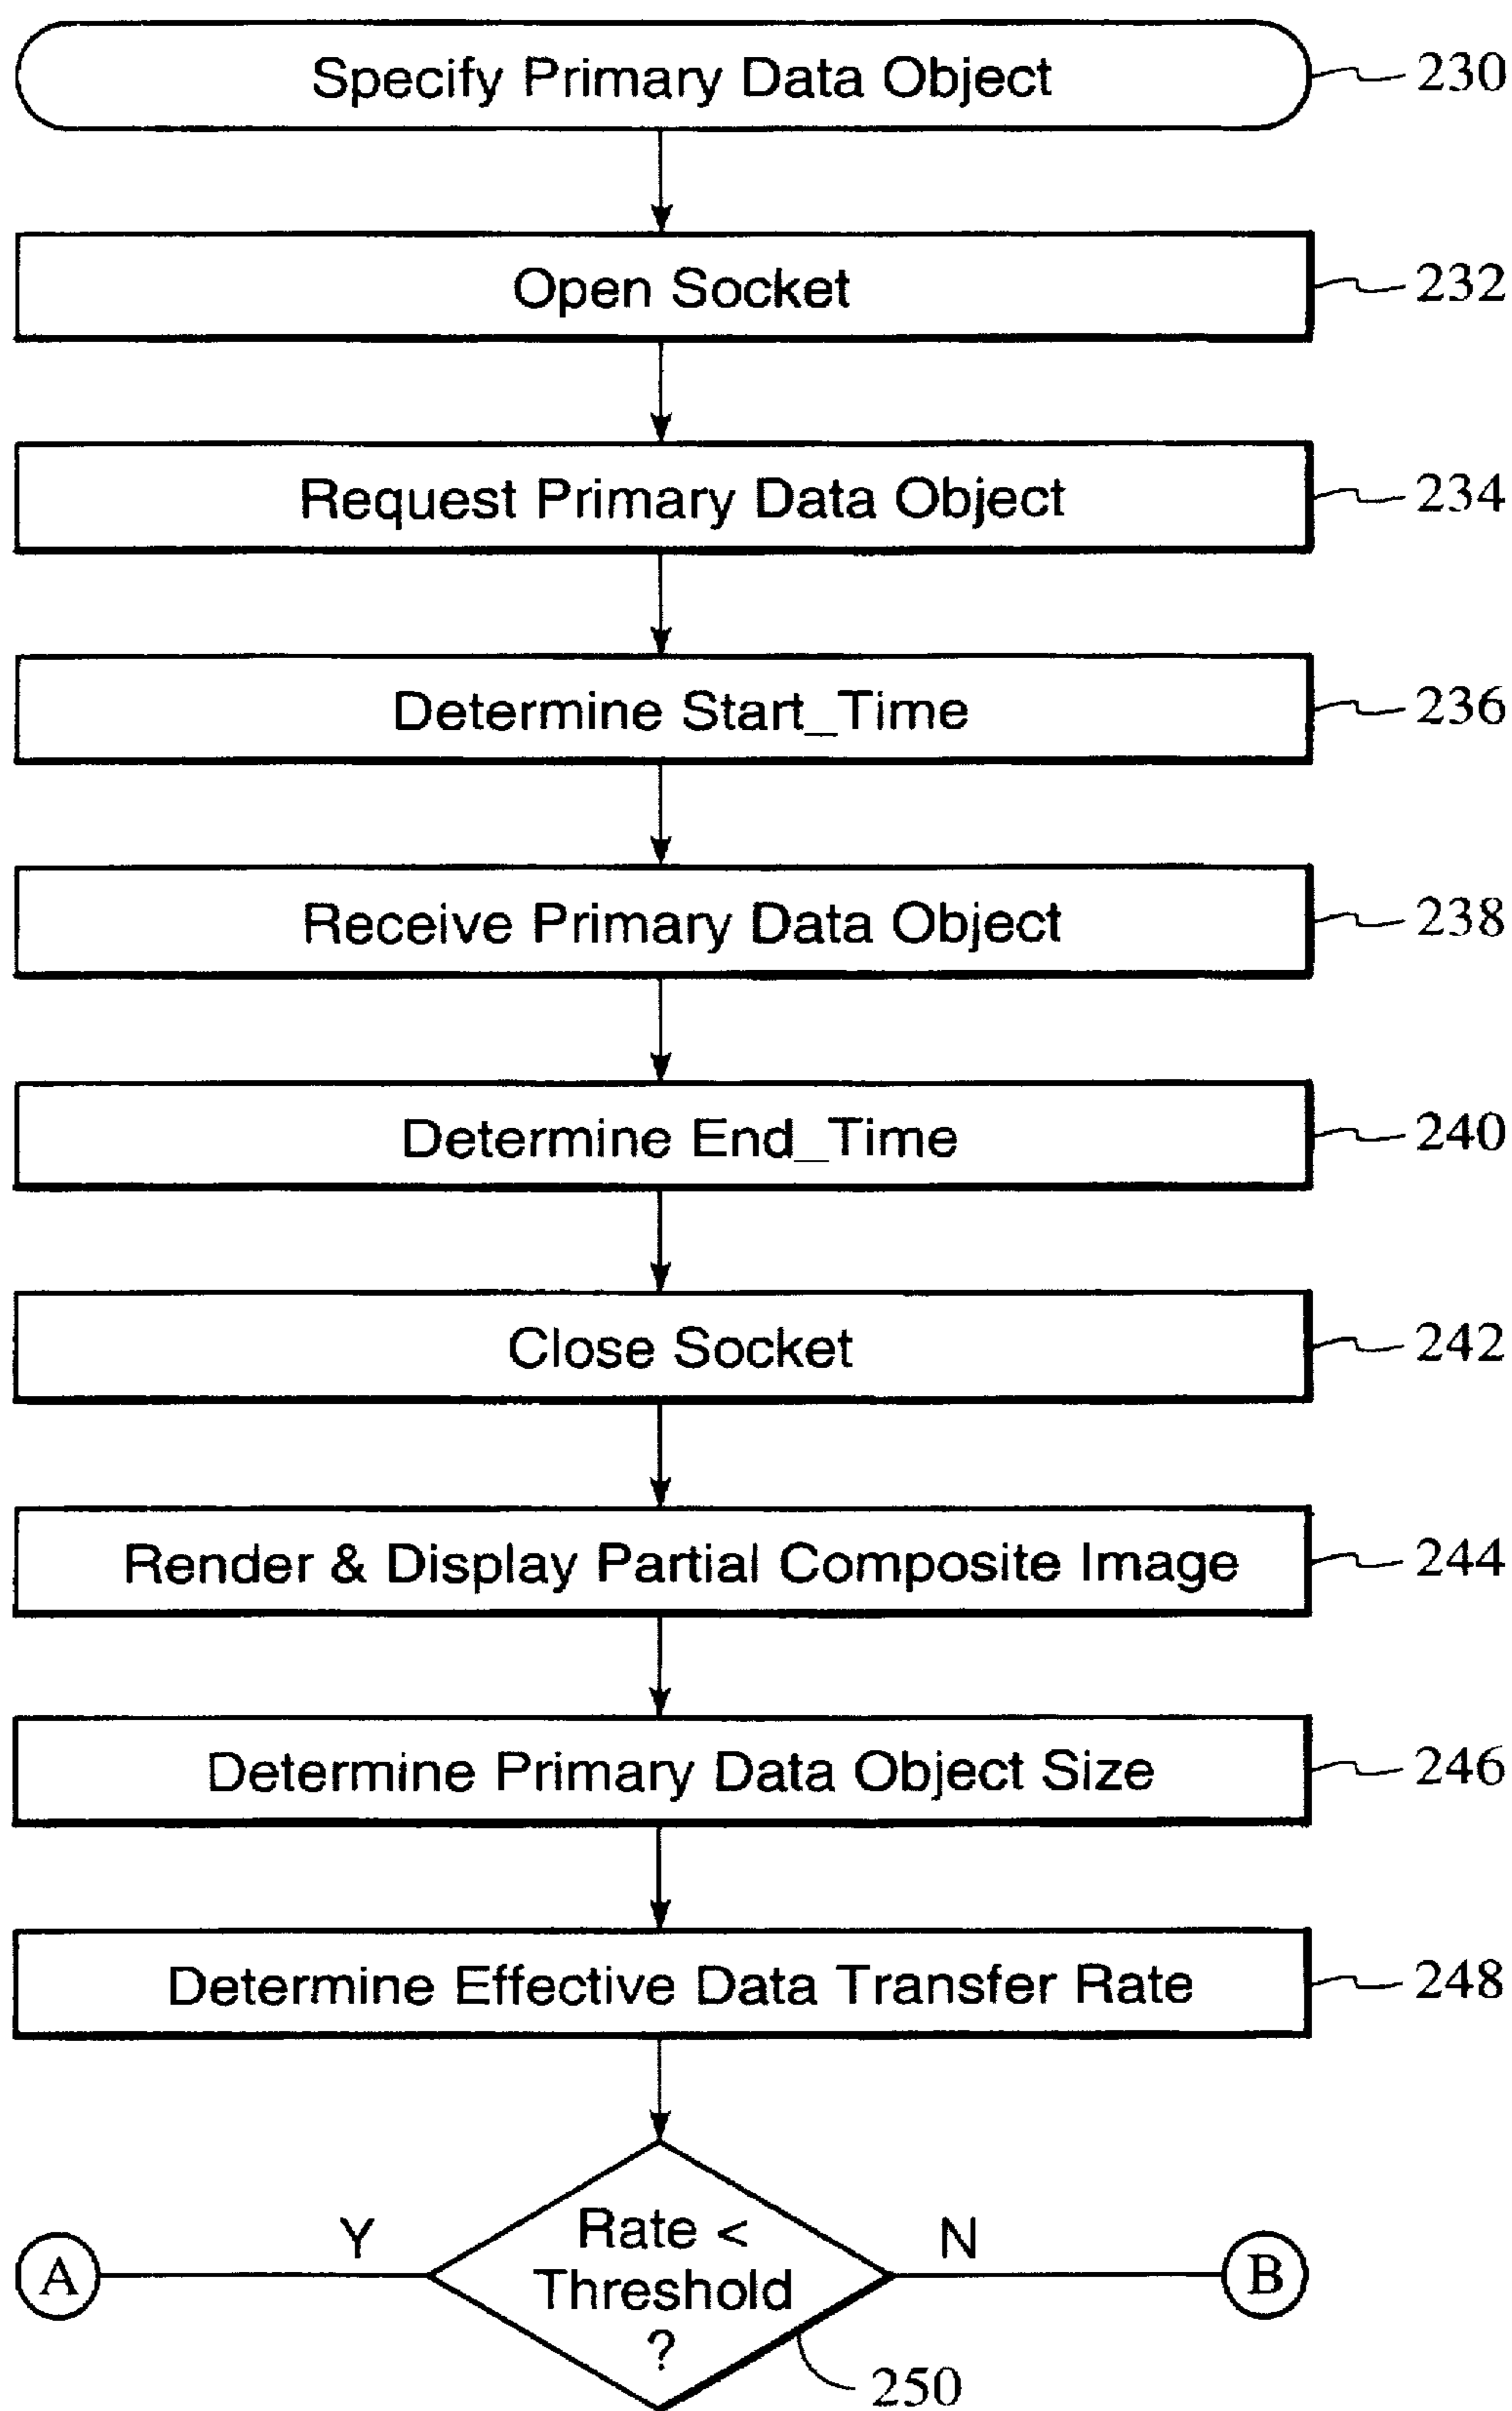 Specify Primary Data Object 230
Open Socket 232
Request Primary Data Object 234
Determine Start_Time 236
Receive Primary Data Object 238
Determine End_Time 240
Close Socket 242
Render & Display Partial Composite Image 244
Determine Primary Data Object Size 246
Determine Effective Data Transfer Rate 248
A Y Rate < N B
Threshold
?
250